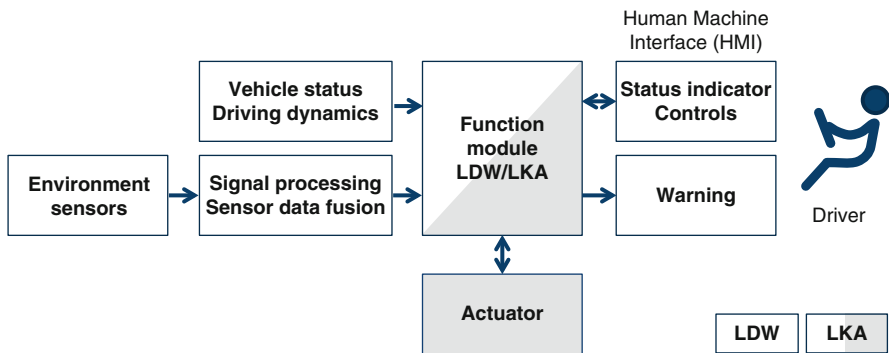 Human Machine
Interface (HMI)
Vehicle status
Driving dynamics
Status indicator
Controls
Function
module
LDW/LKA
Environment
sensors
Signal processing
Sensor data fusion
Warning
Driver
Actuator
LDW
LKA